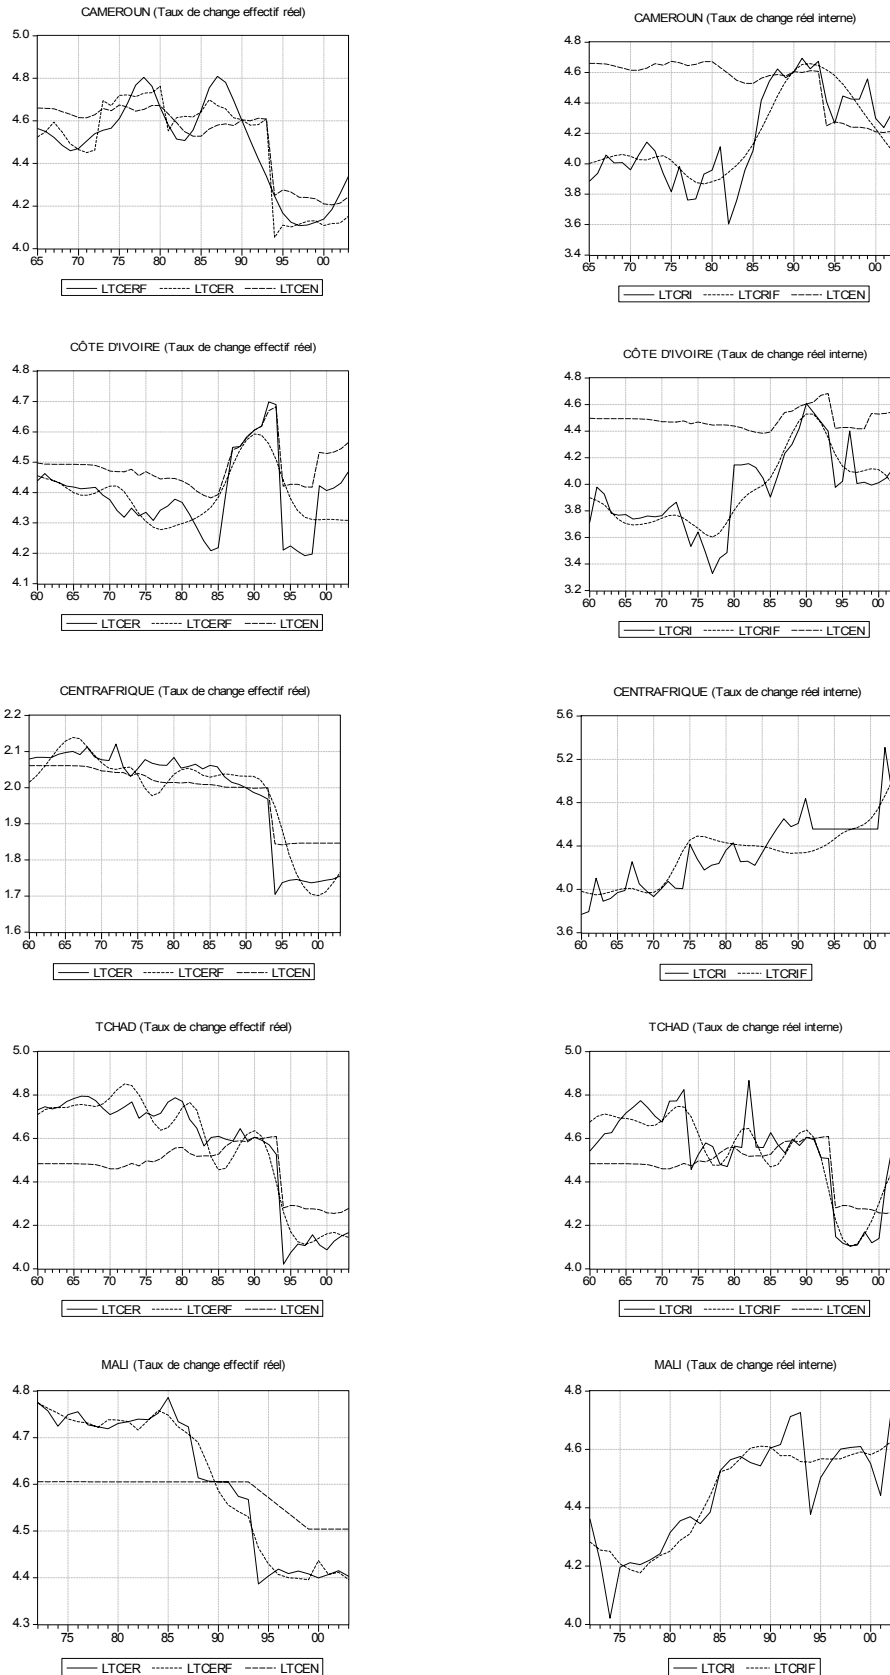 CAMEROUN (Taux de change effectif réel)
5.0
4.8
4.6
4.4
4.2
4.0
65 70 75 80 85 90 95 00
LTCERF LTCER LTCEN
CAMEROUN (Taux de change réel interne)
4.8
4.6
4.4
4.2
4.0
3.8
3.6
3.4
65 70 75 80 85 90 95 00
LTCRI LTCRIF LTCEN
CÔTE D'IVOIRE (Taux de change effectif réel)
4.8
4.7
4.6
4.5
4.4
4.3
4.2
4.1
60 65 70 75 80 85 90 95 00
LTCER LTCERF LTCEN
CÔTE D'IVOIRE (Taux de change réel interne)
4.8
4.6
4.4
4.2
4.0
3.8
3.6
3.4
3.2
60 65 70 75 80 85 90 95 00
LTCRI LTCRIF LTCEN
CENTRAFRIQUE (Taux de change effectif réel)
2.2
2.1
2.0
1.9
1.8
1.7
1.6
60 65 70 75 80 85 90 95 00
LTCER LTCERF LTCEN
CENTRAFRIQUE (Taux de change réel interne)
5.6
5.2
4.8
4.4
4.0
3.6
60 65 70 75 80 85 90 95 00
LTCRI LTCRIF
TCHAD (Taux de change effectif réel)
5.0
4.8
4.6
4.4
4.2
4.0
60 65 70 75 80 85 90 95 00
LTCER LTCERF LTCEN
TCHAD (Taux de change réel interne)
5.0
4.8
4.6
4.4
4.2
4.0
60 65 70 75 80 85 90 95 00
LTCRI LTCRIF LTCEN
MALI (Taux de change effectif réel)
4.8
4.7
4.6
4.5
4.4
4.3
75 80 85 90 95 00
LTCER LTCERF LTCEN
MALI (Taux de change réel interne)
4.8
4.6
4.4
4.2
4.0
75 80 85 90 95 00
LTCRI LTCRIF